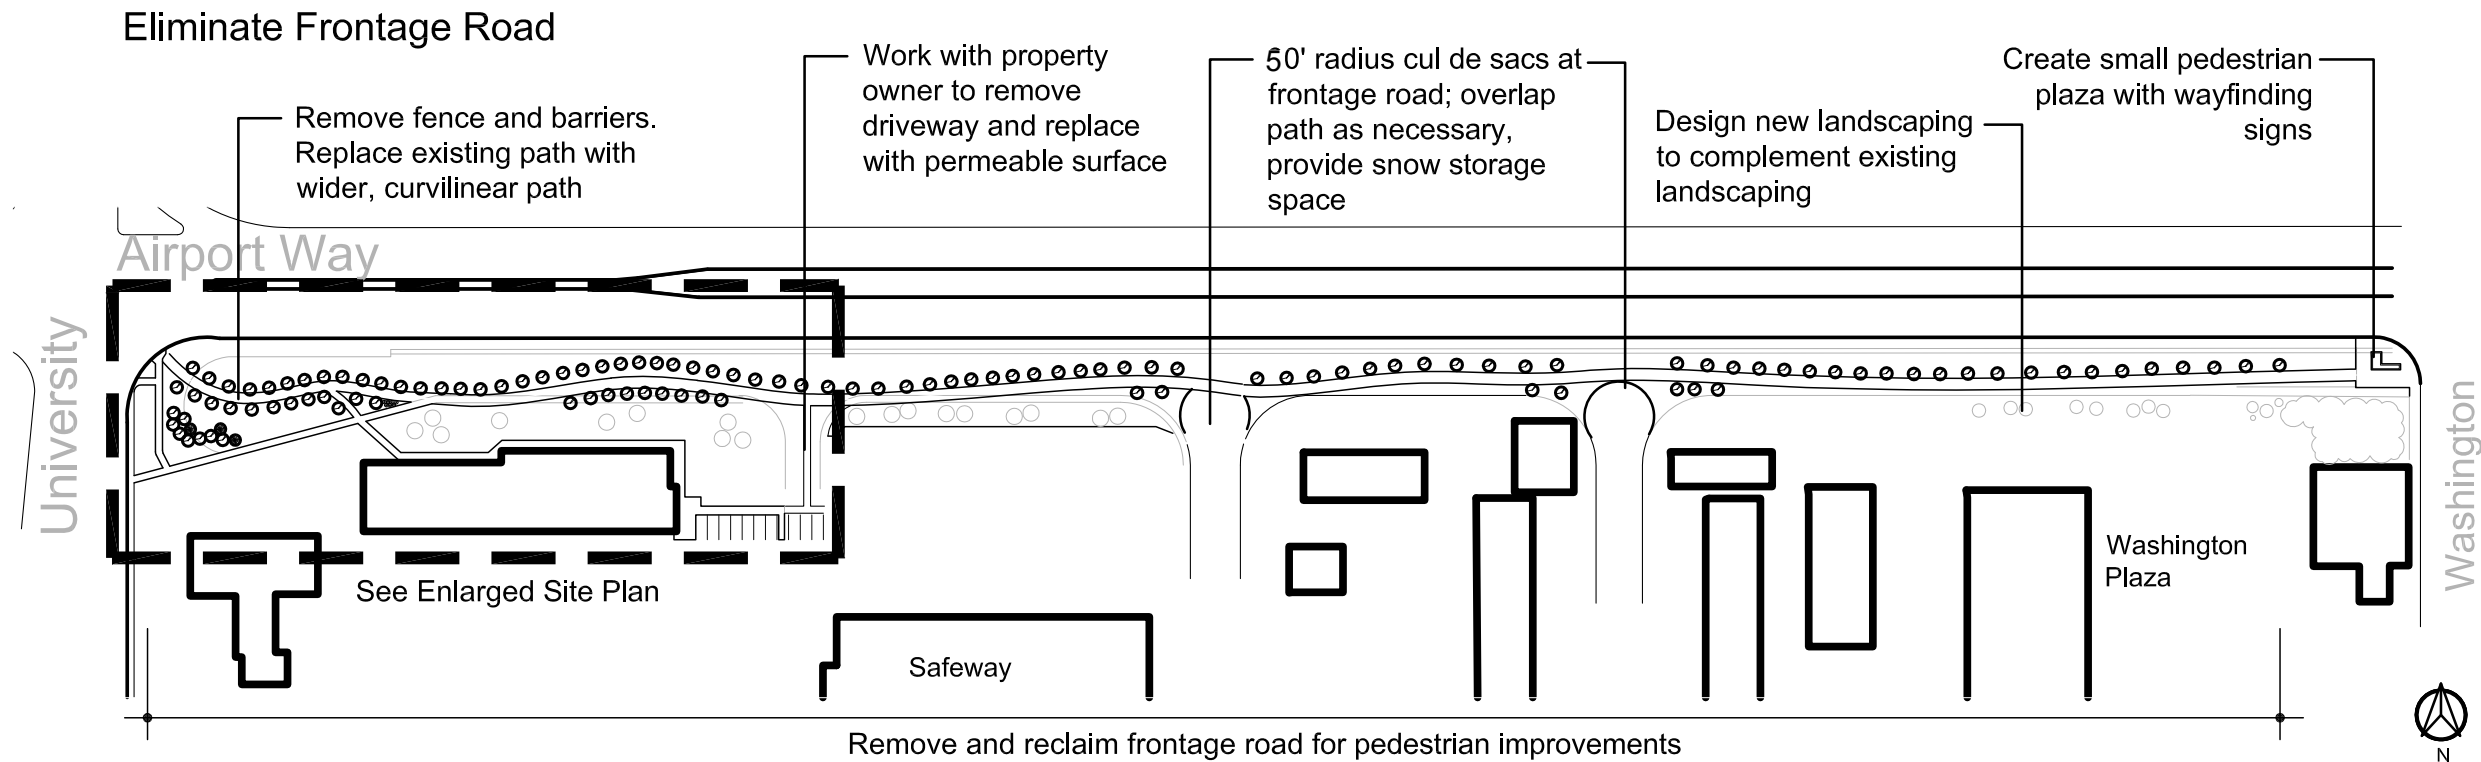 Eliminate Frontage Road
Remove fence and barriers.
Replace existing path with
wider, curvilinear path
Work with property
owner to remove
driveway and replace
with permeable surface
50' radius cul de sacs at
frontage road; overlap
path as necessary,
provide snow storage
space
Design new landscaping
to complement existing
landscaping
Create small pedestrian
plaza with wayfinding
signs
Airport Way
University
Washington
See Enlarged Site Plan
Safeway
Washington
Plaza
Remove and reclaim frontage road for pedestrian improvements
N